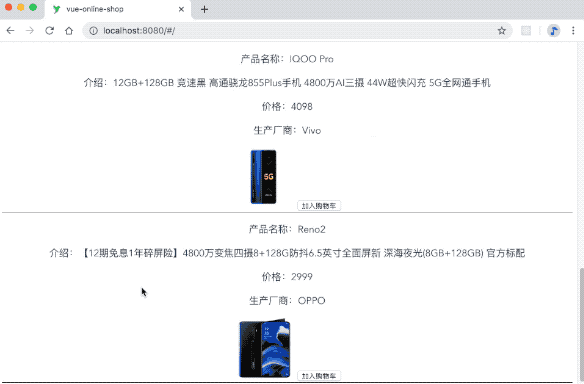 vue-online-shop
localhost:8080/#/
产品名称：IQOO Pro
介绍：12GB+128GB 竞速黑 高通骁龙855Plus手机 4800万AI三摄 44W超快闪充 5G全网通手机
价格：4098
生产厂商：Vivo
5G
加入购物车
产品名称：Reno2
介绍：【12期免息1年碎屏险】4800万变焦四摄8+128G防抖6.5英寸全面屏新 深海夜光(8GB+128GB) 官方标配
价格：2999
生产厂商：OPPO
加入购物车